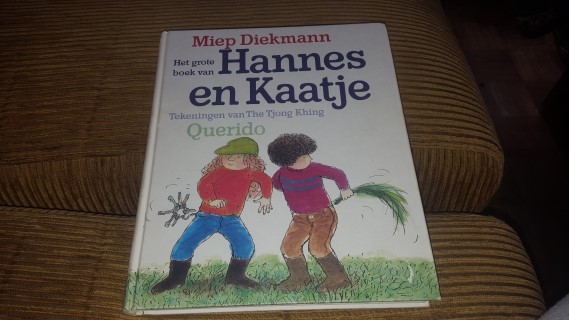 Miep Diekmann
Het grote
boek van
Hannes
en Kaatje
Tekeningen van The Tjong Khing
Querido